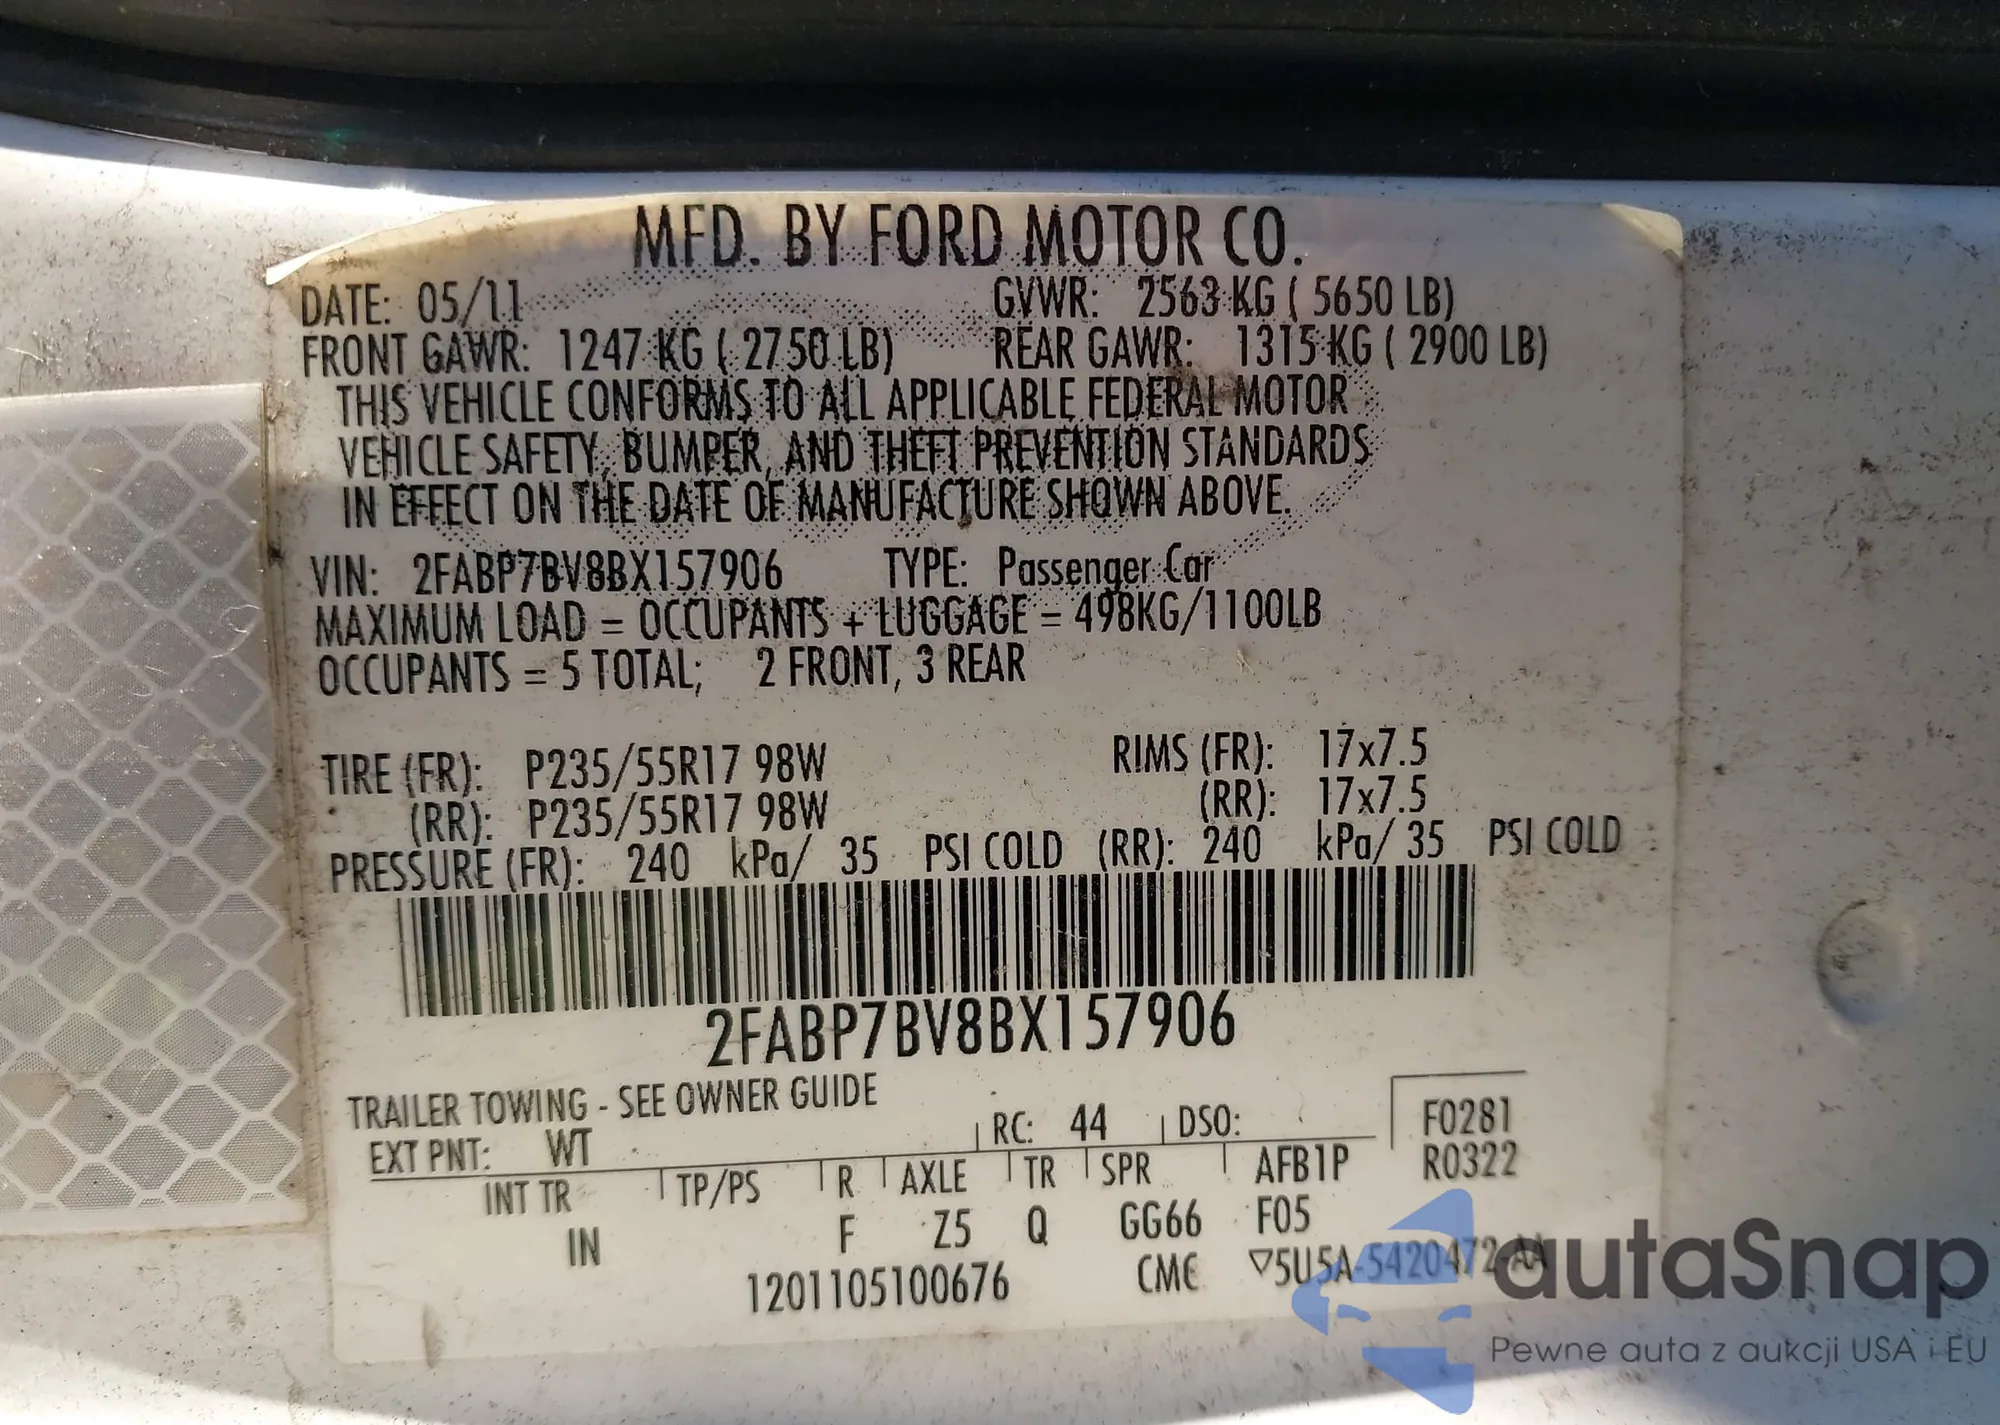 MFD. BY FORD MOTOR CO.
DATE: 05/11 GVWR: 2563 KG ( 5650 LB)
FRONT GAWR: 1247 KG ( 2750 LB) REAR GAWR: 1315 KG ( 2900 LB)
THIS VEHICLE CONFORMS TO ALL APPLICABLE FEDERAL MOTOR
VEHICLE SAFETY, BUMPER, AND THEFT PREVENTION STANDARDS
IN EFFECT ON THE DATE OF MANUFACTURE SHOWN ABOVE.
VIN: 2FABP7BV8BX157906 TYPE: Passenger Car
MAXIMUM LOAD = OCCUPANTS + LUGGAGE = 498KG/1100LB
OCCUPANTS = 5 TOTAL; 2 FRONT, 3 REAR
TIRE (FR): P235/55R17 98W RIMS (FR): 17x7.5
(RR): P235/55R17 98W (RR): 17x7.5
PRESSURE (FR): 240 kPa/ 35 PSI COLD (RR): 240 kPa/ 35 PSI COLD
2FABP7BV8BX157906
TRAILER TOWING - SEE OWNER GUIDE
EXT PNT: WT RC: 44 DSO: F0281
R0322
INT TR TP/PS R AXLE TR SPR AFB1P
IN F Z5 Q GG66 F05
1201105100676 CME ▽5U5A-5420472-AA
autaSnap
Pewne auta z aukcji USA i EU